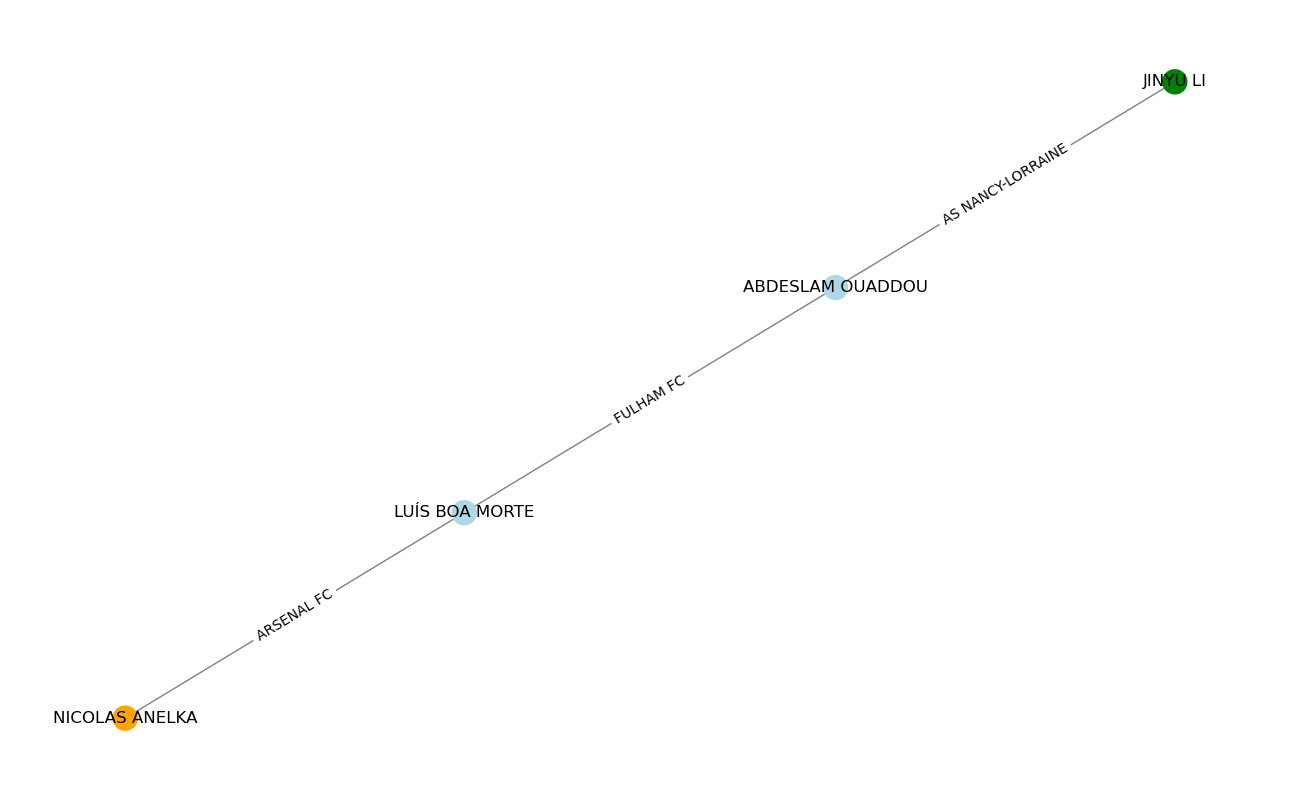 JINYU LI
AS NANCY-LORRAINE
ABDESLAM OUADDOU
FULHAM FC
LUÍS BOA MORTE
ARSENAL FC
NICOLAS ANELKA